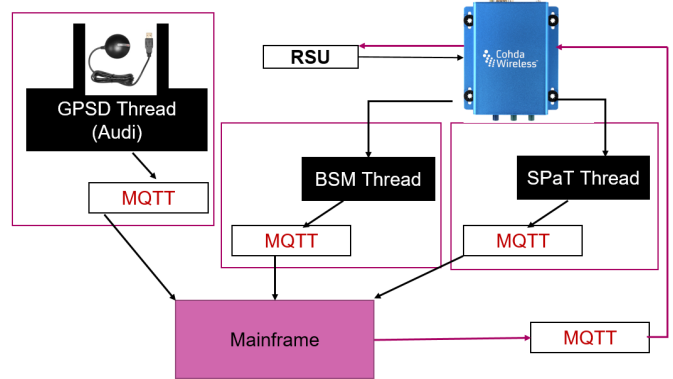 RSU
Cohda
Wireless
GPSD Thread
(Audi)
MQTT
BSM Thread
MQTT
SPaT Thread
MQTT
Mainframe
MQTT